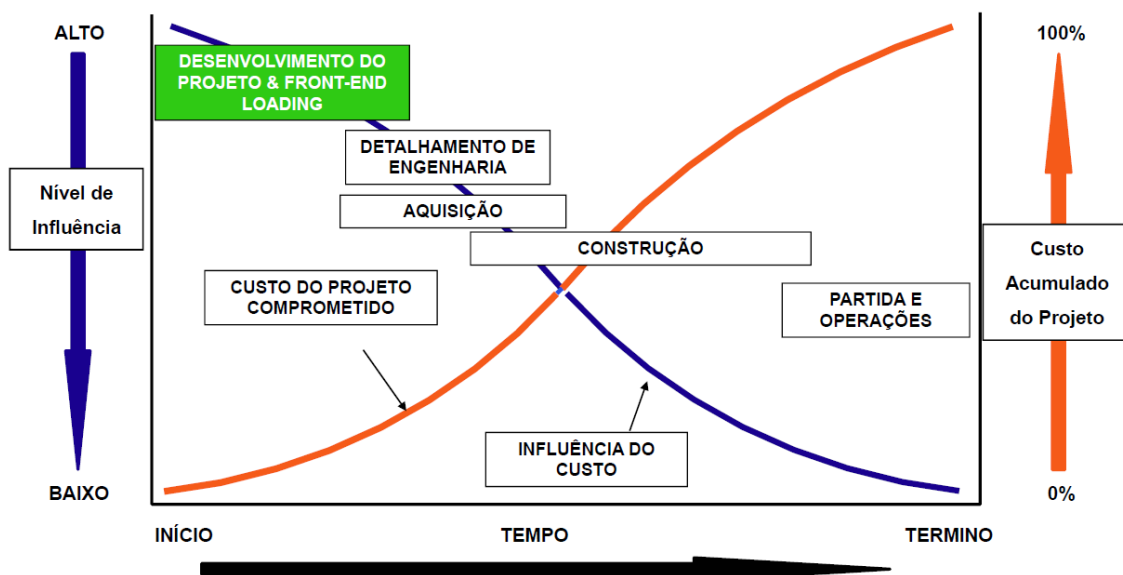 ALTO
100%
DESENVOLVIMENTO DO
PROJETO & FRONT-END
LOADING
DETALHAMENTO DE
ENGENHARIA
Nível de
Influência
AQUISIÇÃO
CONSTRUÇÃO
Custo
Acumulado
do Projeto
CUSTO DO PROJETO
COMPROMETIDO
PARTIDA E
OPERAÇÕES
INFLUÊNCIA DO
CUSTO
BAIXO
0%
INÍCIO
TEMPO
TERMINO